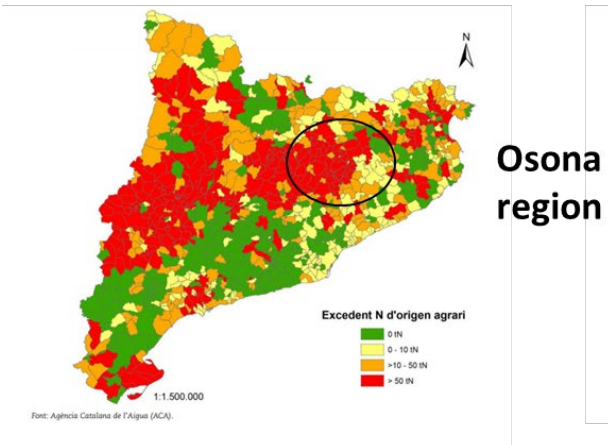 N
Osona
region
Excedent N d'origen agrari
0 tN
0 - 10 tN
>10 - 50 tN
> 50 tN
1:1.500.000
Font: Agència Catalana de l'Aigua (ACA).